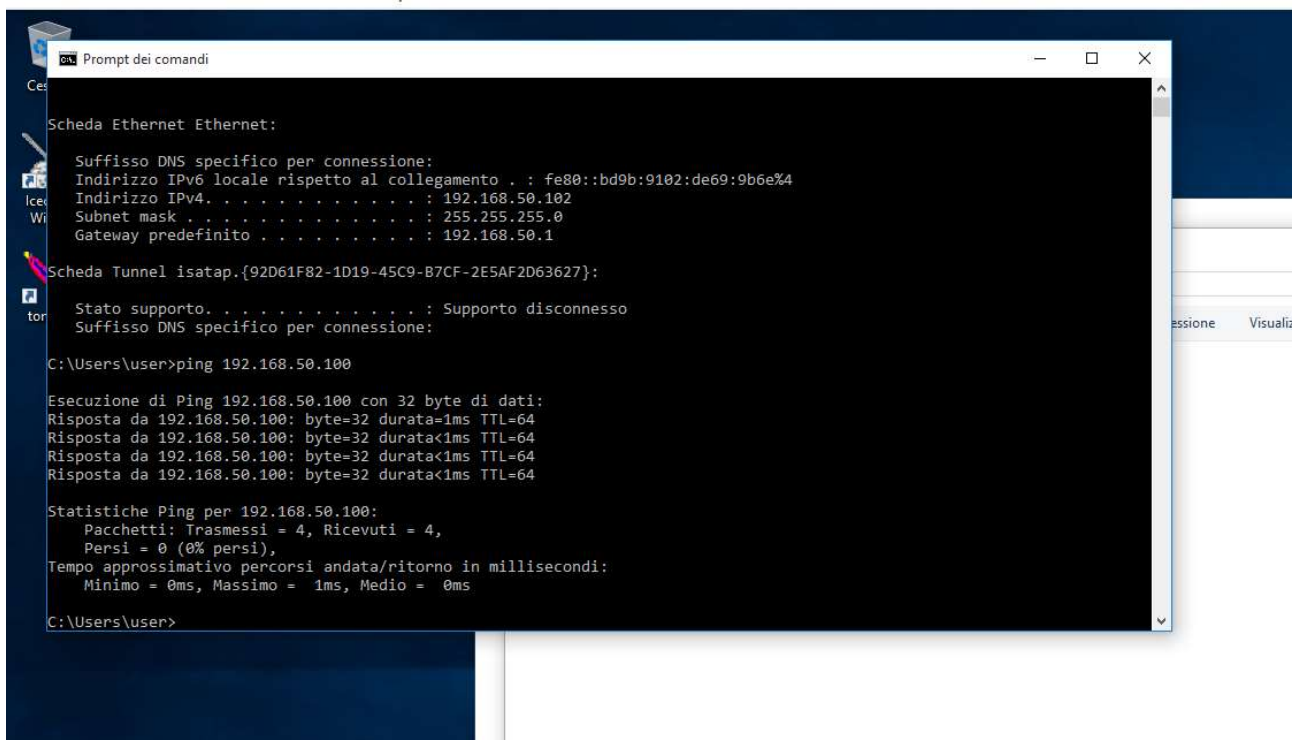 Prompt dei comandi
Scheda Ethernet Ethernet:
Suffisso DNS specifico per connessione:
Indirizzo IPv6 locale rispetto al collegamento . : fe80::bd9b:9102:de69:9b6e%4
Indirizzo IPv4. . . . . . . . . . . . : 192.168.50.102
Subnet mask . . . . . . . . . . . . . : 255.255.255.0
Gateway predefinito . . . . . . . . . : 192.168.50.1
Scheda Tunnel isatap.{92D61F82-1D19-45C9-B7CF-2E5AF2D63627}:
Stato supporto. . . . . . . . . . . . : Supporto disconnesso
Suffisso DNS specifico per connessione:
C:\Users\user>ping 192.168.50.100
Esecuzione di Ping 192.168.50.100 con 32 byte di dati:
Risposta da 192.168.50.100: byte=32 durata=1ms TTL=64
Risposta da 192.168.50.100: byte=32 durata<1ms TTL=64
Risposta da 192.168.50.100: byte=32 durata<1ms TTL=64
Risposta da 192.168.50.100: byte=32 durata<1ms TTL=64
Statistiche Ping per 192.168.50.100:
Pacchetti: Trasmessi = 4, Ricevuti = 4,
Persi = 0 (0% persi),
Tempo approssimativo percorsi andata/ritorno in millisecondi:
Minimo = 0ms, Massimo =  1ms, Medio =  0ms
C:\Users\user>
Ces
Ice
Wi
tor
essione Visualiz